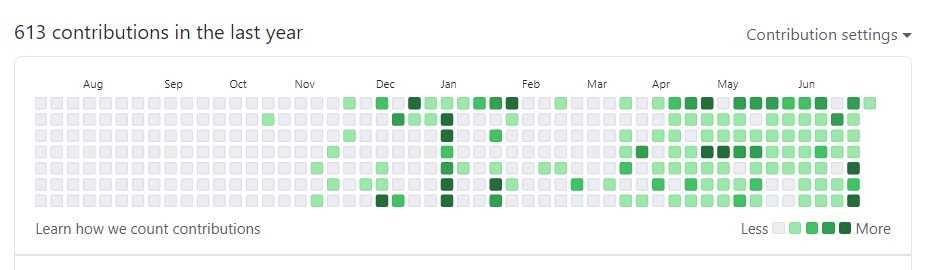 613 contributions in the last year
Contribution settings
Aug Sep Oct Nov Dec Jan Feb Mar Apr May Jun
Learn how we count contributions
Less More